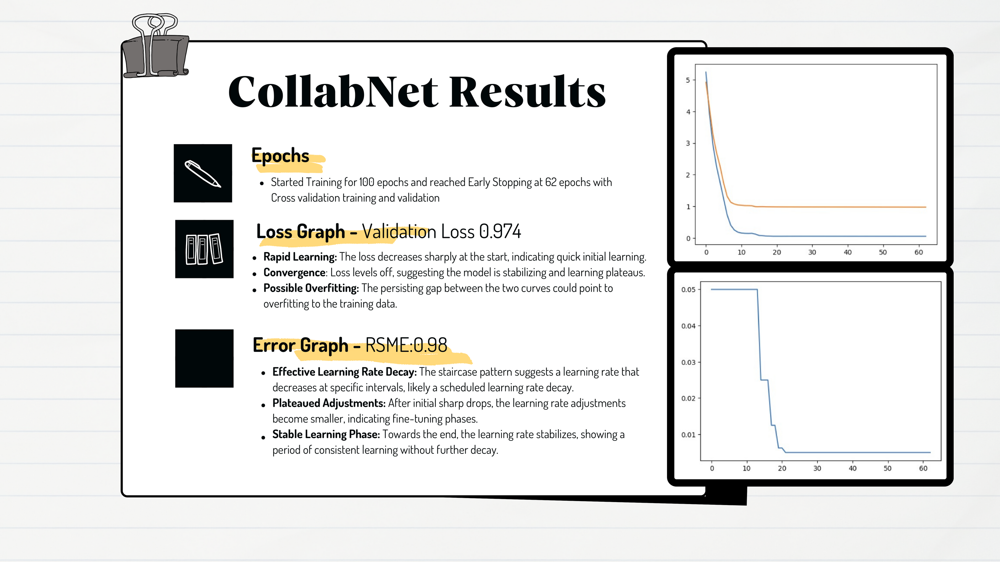 CollabNet Results
Epochs
• Started Training for 100 epochs and reached Early Stopping at 62 epochs with
Cross validation training and validation
Loss Graph - Validation Loss 0.974
• Rapid Learning: The loss decreases sharply at the start, indicating quick initial learning.
• Convergence: Loss levels off, suggesting the model is stabilizing and learning plateaus.
• Possible Overfitting: The persisting gap between the two curves could point to
overfitting to the training data.
Error Graph - RSME:0.98
• Effective Learning Rate Decay: The staircase pattern suggests a learning rate that
decreases at specific intervals, likely a scheduled learning rate decay.
• Plateaued Adjustments: After initial sharp drops, the learning rate adjustments
become smaller, indicating fine-tuning phases.
• Stable Learning Phase: Towards the end, the learning rate stabilizes, showing a
period of consistent learning without further decay.
5
4
3
2
1
0
0 10 20 30 40 50 60
0.05
0.04
0.03
0.02
0.01
0 10 20 30 40 50 60